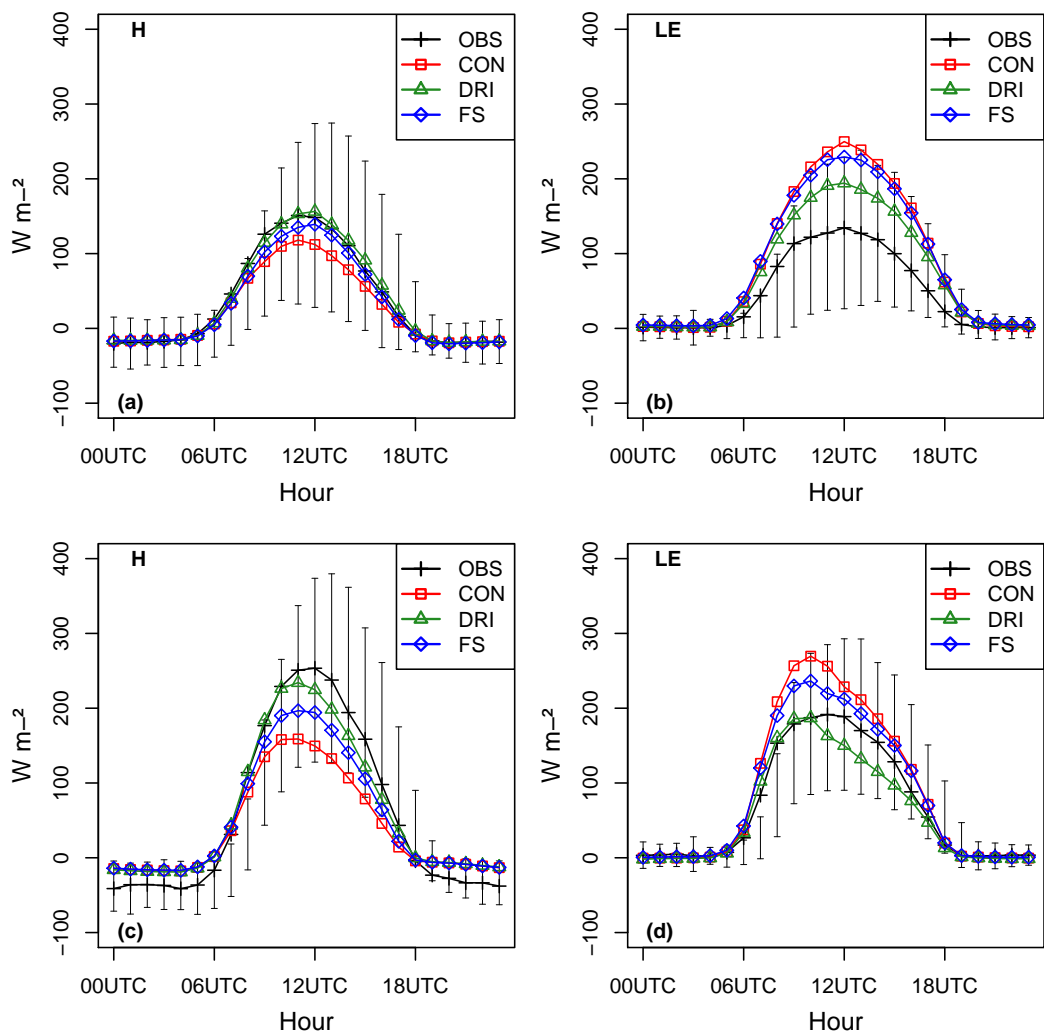 H
OBS
CON
DRI
FS
400
300
200
100
0
−100
W m−²
(a)
00UTC 06UTC 12UTC 18UTC
Hour
LE
OBS
CON
DRI
FS
400
300
200
100
0
−100
W m−²
(b)
00UTC 06UTC 12UTC 18UTC
Hour
H
OBS
CON
DRI
FS
400
300
200
100
0
−100
W m−²
(c)
00UTC 06UTC 12UTC 18UTC
Hour
LE
OBS
CON
DRI
FS
400
300
200
100
0
−100
W m−²
(d)
00UTC 06UTC 12UTC 18UTC
Hour